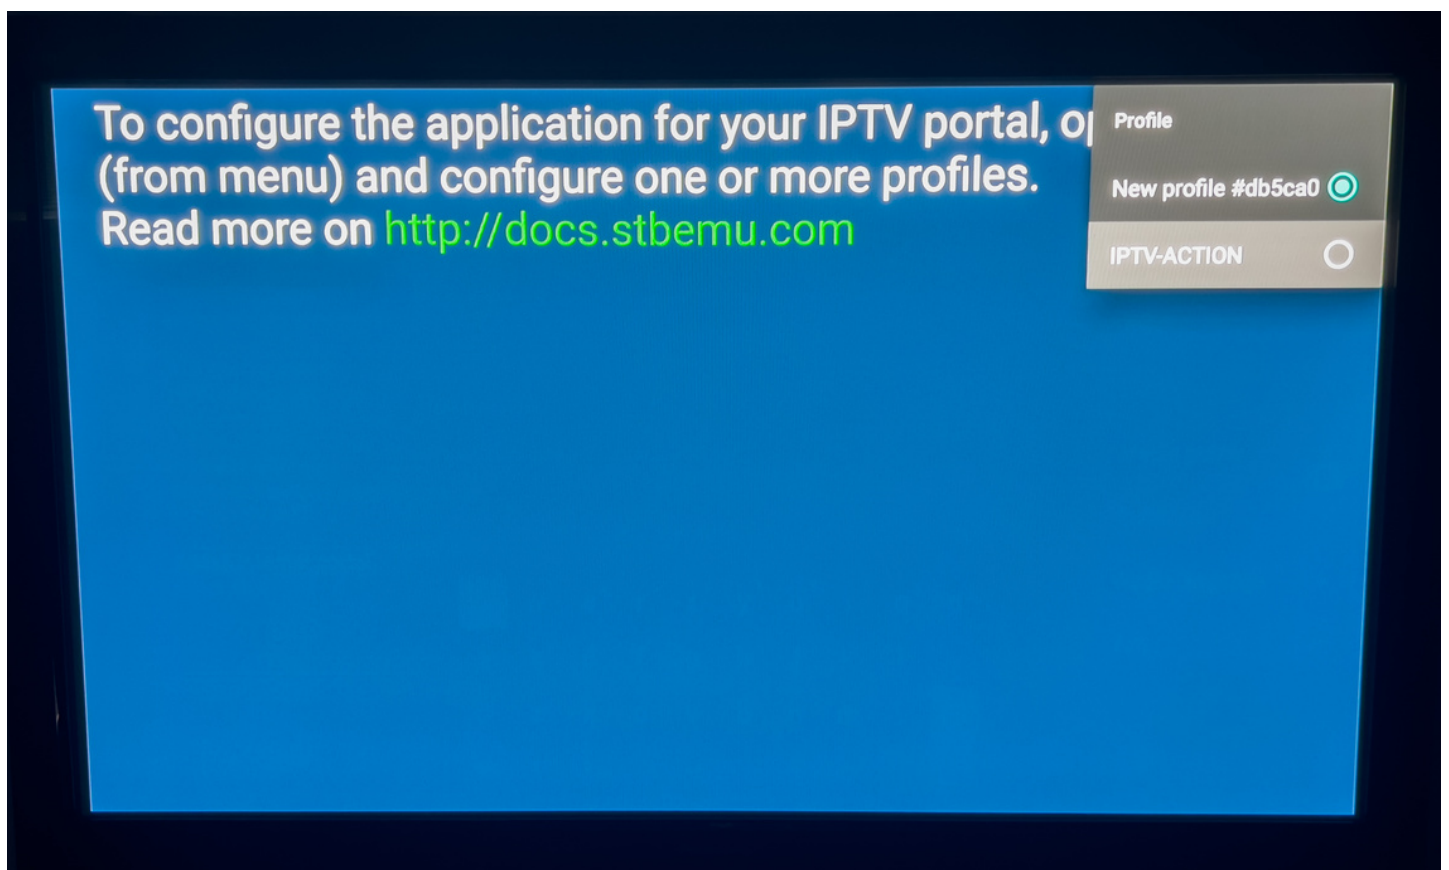 To configure the application for your IPTV portal,
(from menu) and configure one or more profiles.
Read more on http://docs.stbemu.com
Profile
New profile #db5ca0
IPTV-ACTION